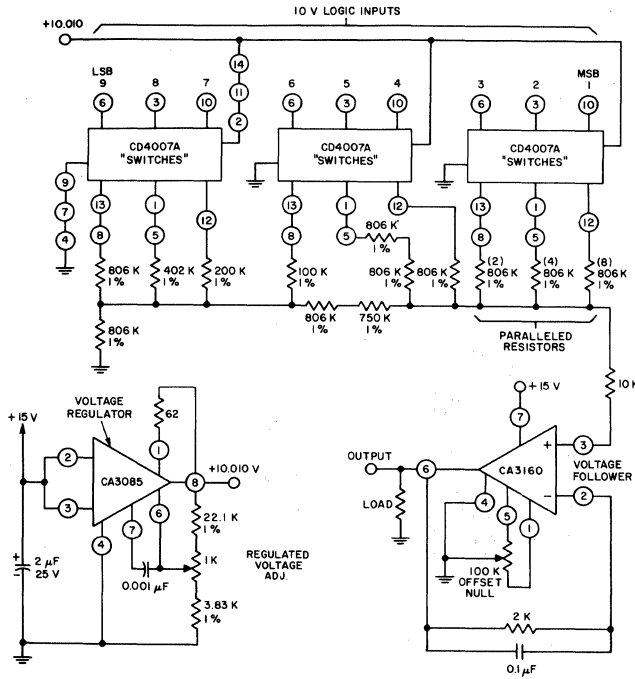 10 V LOGIC INPUTS
+10.010
LSB
9 8 7
6 5 4
3 2
MSB
1
14
11
2
6 3 10
6 3 10
6 3 10
CD4007A
"SWITCHES"
CD4007A
"SWITCHES"
CD4007A
"SWITCHES"
9
7
4
13 1 12
8 5
13 1 12
8 5
13 1 12
8 5
806 K
1%
402 K
1%
200 K
1%
100 K
1%
806 K
1%
806 K
1%
806 K
1%
(2)
806 K
1%
(4)
806 K
1%
(8)
806 K
1%
806 K
1%
806 K
1%
750 K
1%
PARALLELED
RESISTORS
10 K
VOLTAGE
REGULATOR
+15 V
62
1
2
3
CA3085
8
+10.010 V
4
7
6
22.1 K
1%
1K
0.001 µF
3.83 K
1%
REGULATED
VOLTAGE
ADJ.
2 µF
25 V
+
–
+15 V
7
OUTPUT
6
LOAD
CA3160
+
–
3
2
VOLTAGE
FOLLOWER
4
5
1
100 K
OFFSET
NULL
2 K
0.1 µF